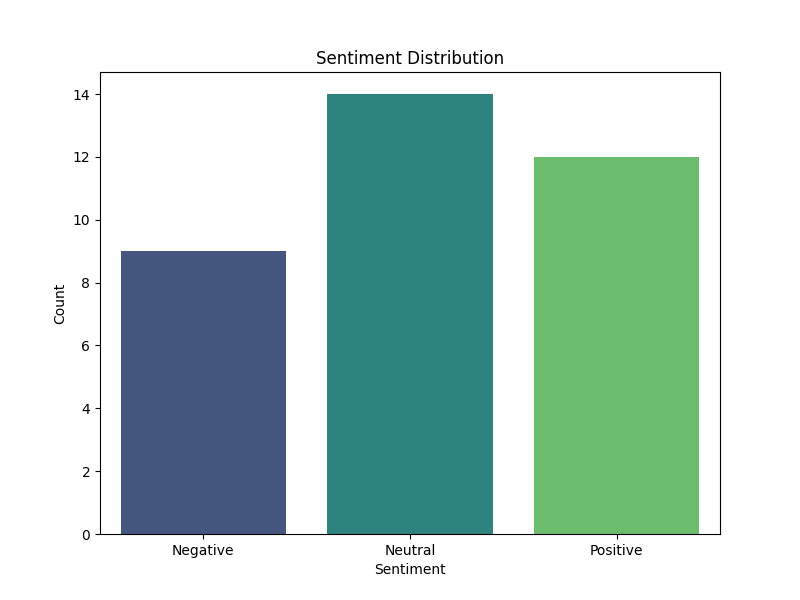 Sentiment Distribution
14
12
10
8
6
4
2
0
Count
Negative
Neutral
Positive
Sentiment